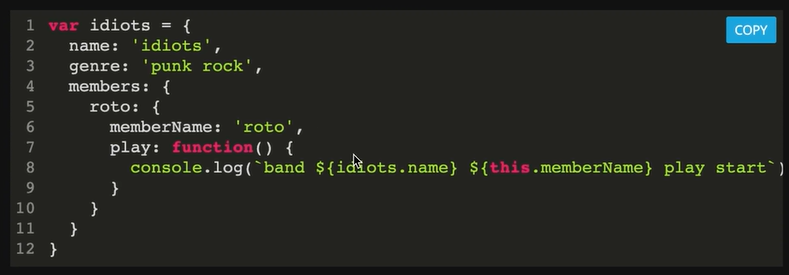 1 var idiots = {
2   name: 'idiots',
3   genre: 'punk rock',
4   members: {
5     roto: {
6       memberName: 'roto',
7       play: function() {
8         console.log(`band ${idiots.name} ${this.memberName} play start`)
9       }
10     }
11   }
12 }
COPY